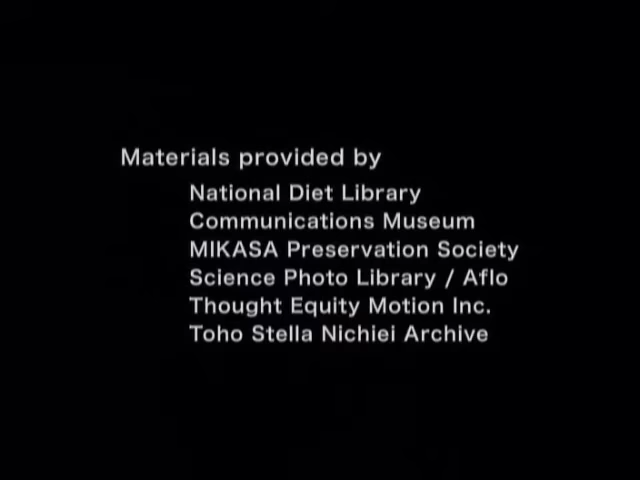 Materials provided by
National Diet Library
Communications Museum
MIKASA Preservation Society
Science Photo Library / Aflo
Thought Equity Motion Inc.
Toho Stella Nichiei Archive